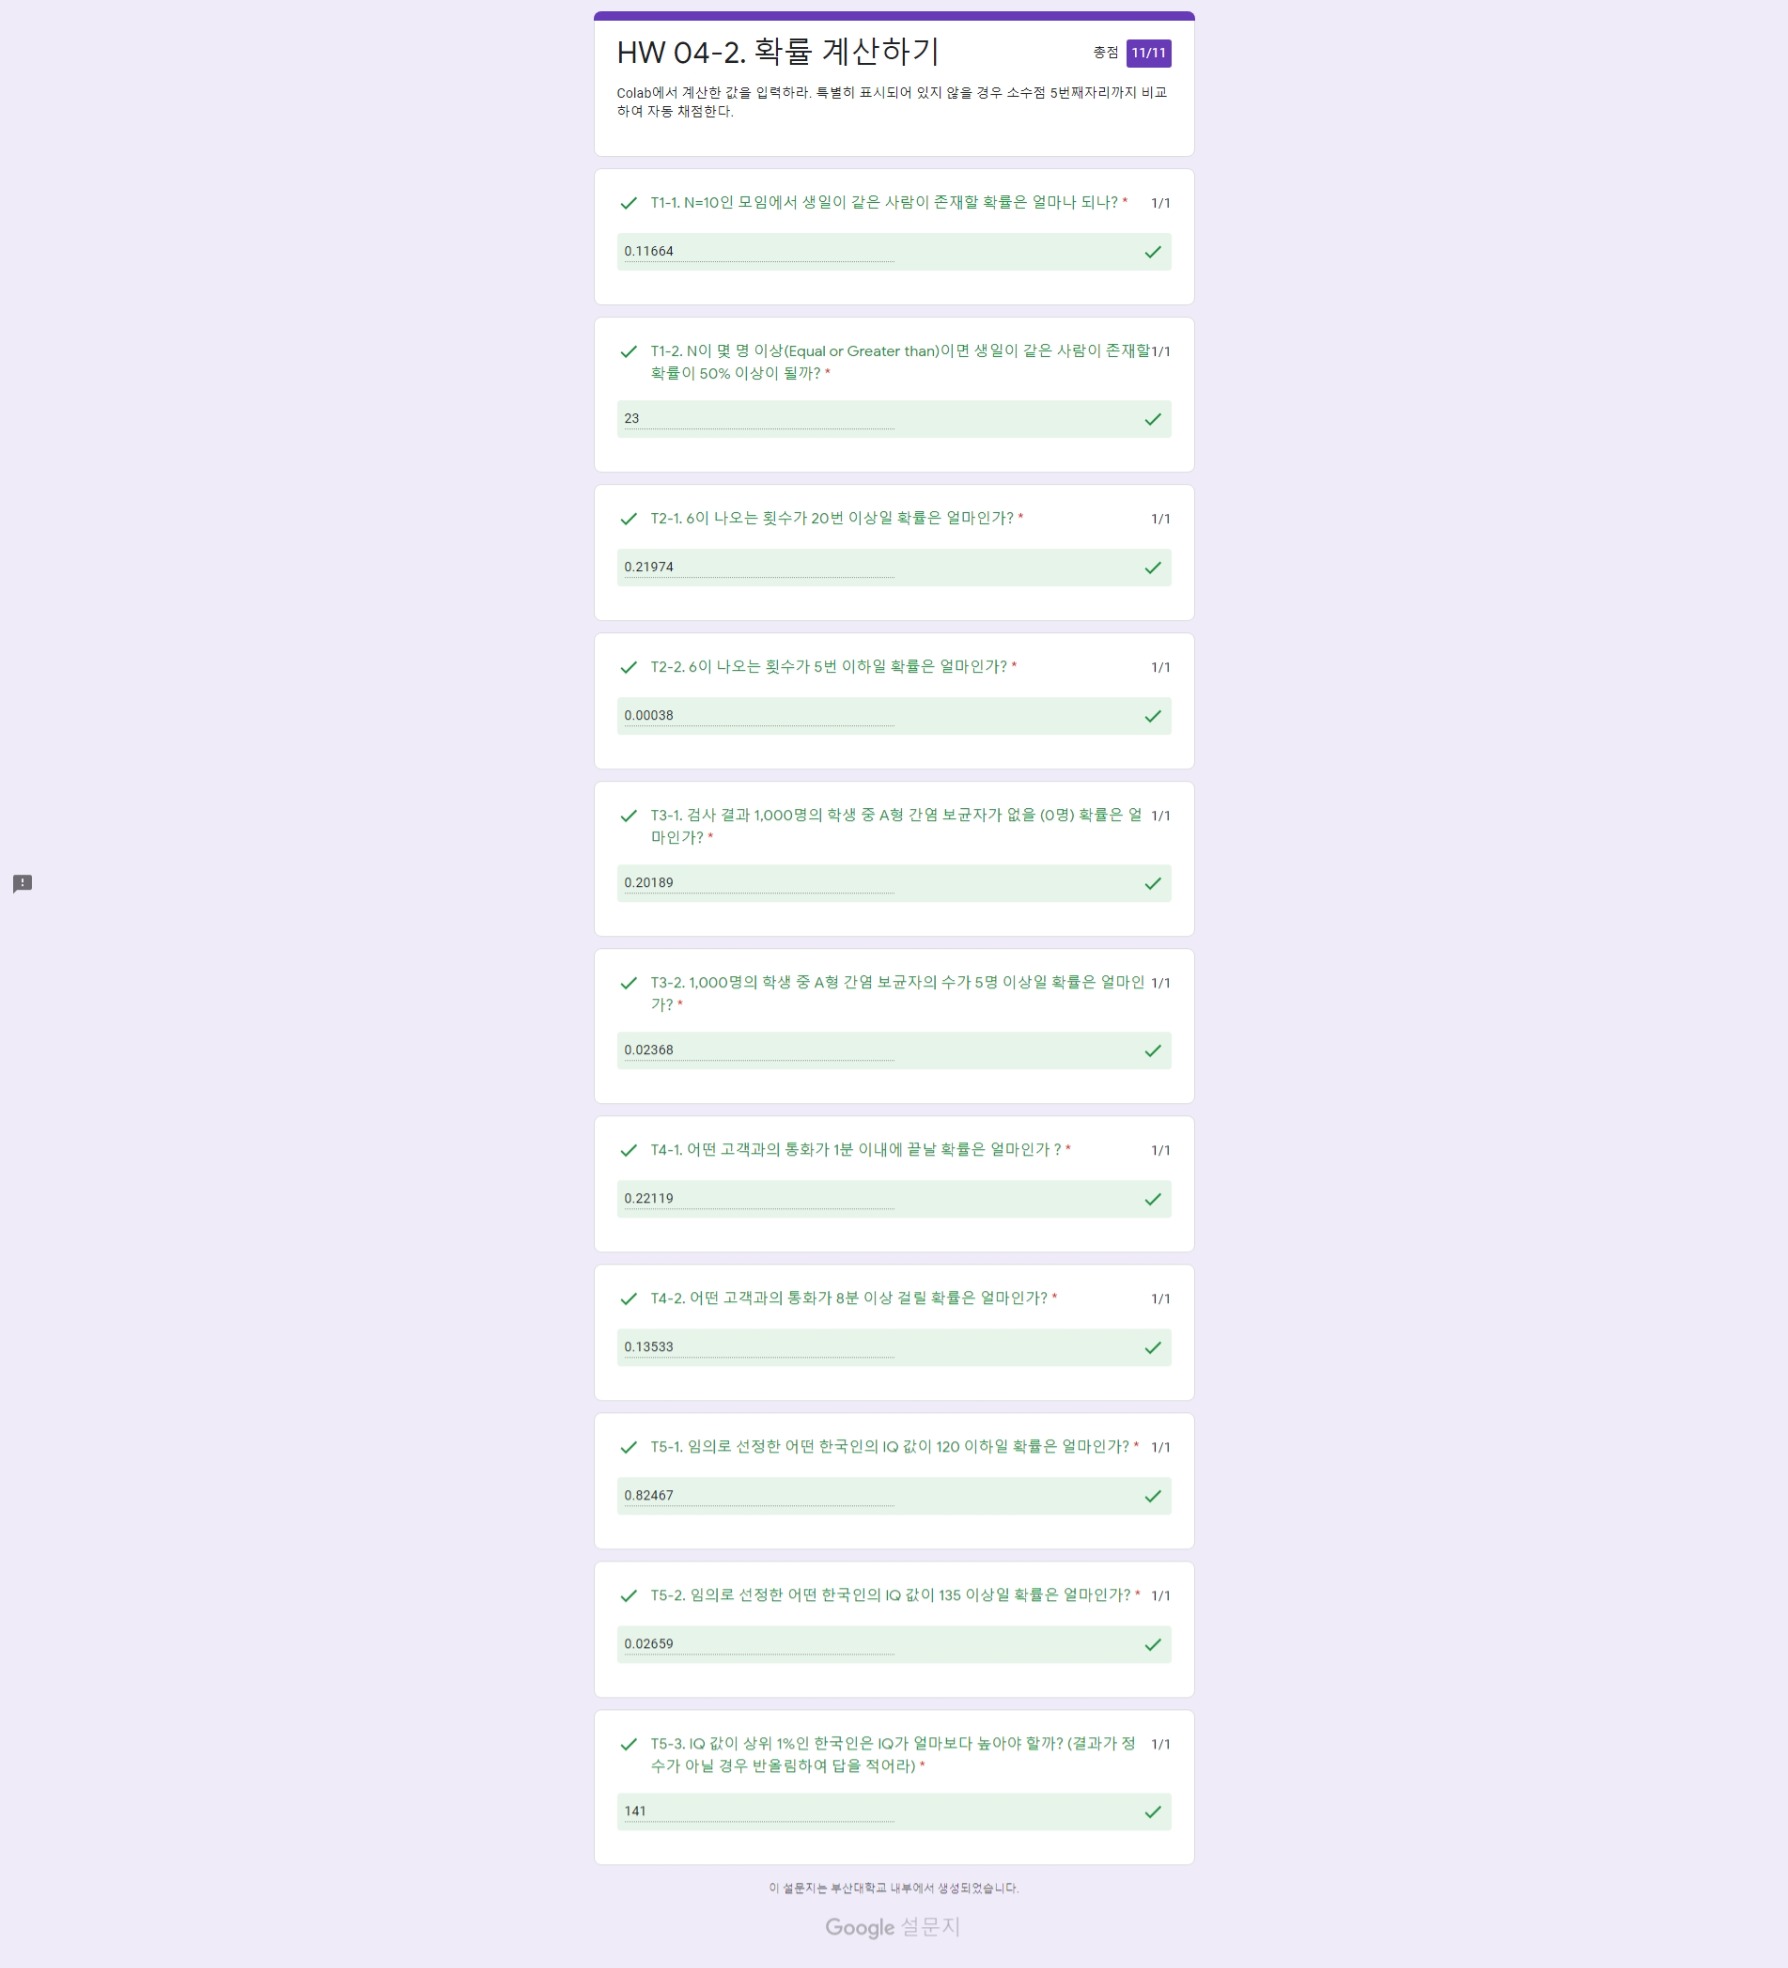 HW 04-2. 확률 계산하기
총점 11/11
Colab에서 계산한 값을 입력하라. 특별히 표시되어 있지 않을 경우 소수점 5번째자리까지 비교
하여 자동 채점한다.
T1-1. N=10인 모임에서 생일이 같은 사람이 존재할 확률은 얼마나 되나? * 1/1
0.11664
T1-2. N이 몇 명 이상(Equal or Greater than)이면 생일이 같은 사람이 존재할 1/1
확률이 50% 이상이 될까? *
23
T2-1. 6이 나오는 횟수가 20번 이상일 확률은 얼마인가? * 1/1
0.21974
T2-2. 6이 나오는 횟수가 5번 이하일 확률은 얼마인가? * 1/1
0.00038
T3-1. 검사 결과 1,000명의 학생 중 A형 간염 보균자가 없을 (0명) 확률은 얼 1/1
마인가? *
0.20189
T3-2. 1,000명의 학생 중 A형 간염 보균자의 수가 5명 이상일 확률은 얼마인 1/1
가? *
0.02368
T4-1. 어떤 고객과의 통화가 1분 이내에 끝날 확률은 얼마인가 ? * 1/1
0.22119
T4-2. 어떤 고객과의 통화가 8분 이상 걸릴 확률은 얼마인가? * 1/1
0.13533
T5-1. 임의로 선정한 어떤 한국인의 IQ 값이 120 이하일 확률은 얼마인가? * 1/1
0.82467
T5-2. 임의로 선정한 어떤 한국인의 IQ 값이 135 이상일 확률은 얼마인가? * 1/1
0.02659
T5-3. IQ 값이 상위 1%인 한국인은 IQ가 얼마보다 높아야 할까? (결과가 정 1/1
수가 아닐 경우 반올림하여 답을 적어라) *
141
이 설문지는 부산대학교 내부에서 생성되었습니다.
Google 설문지